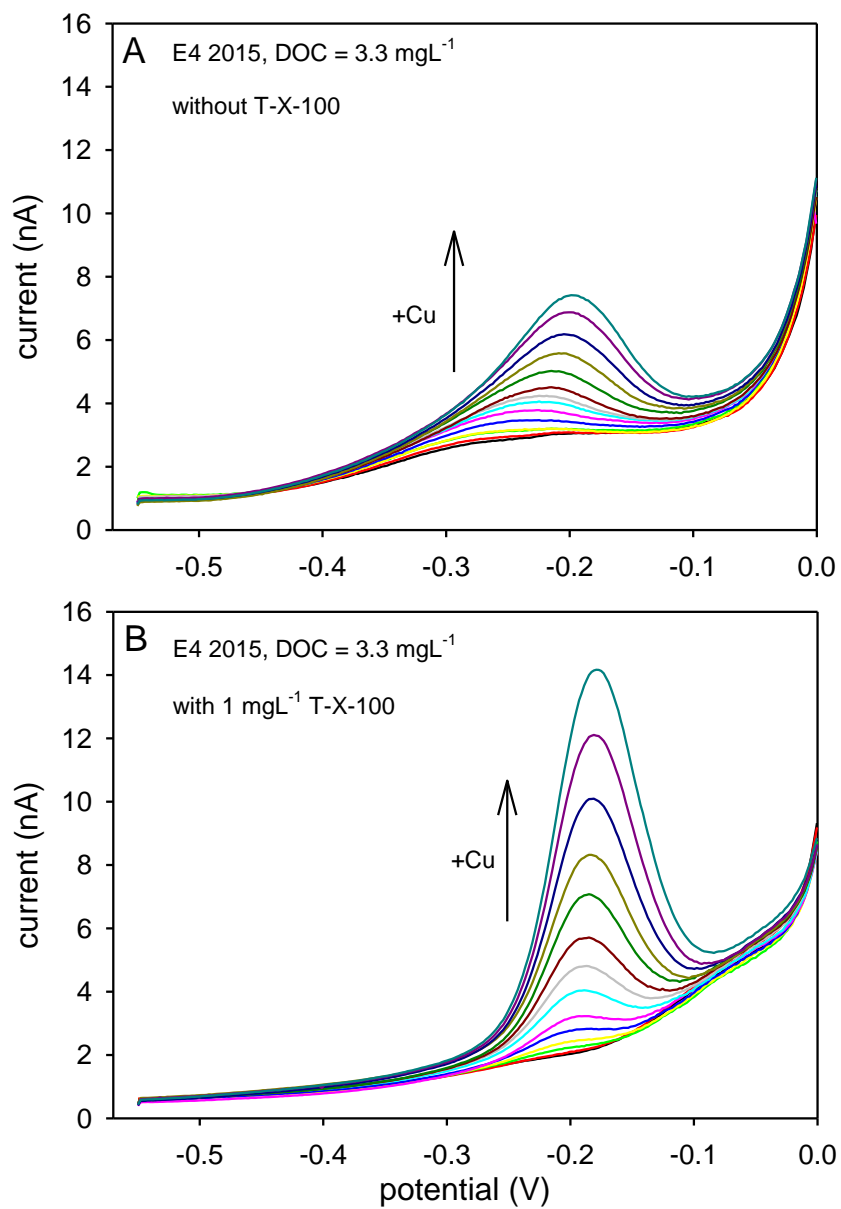 A
E4 2015, DOC = 3.3 mgL⁻¹
without T-X-100
+Cu
current (nA)
16
14
12
10
8
6
4
2
0
-0.5 -0.4 -0.3 -0.2 -0.1 0.0
B
E4 2015, DOC = 3.3 mgL⁻¹
with 1 mgL⁻¹ T-X-100
+Cu
current (nA)
16
14
12
10
8
6
4
2
0
-0.5 -0.4 -0.3 -0.2 -0.1 0.0
potential (V)